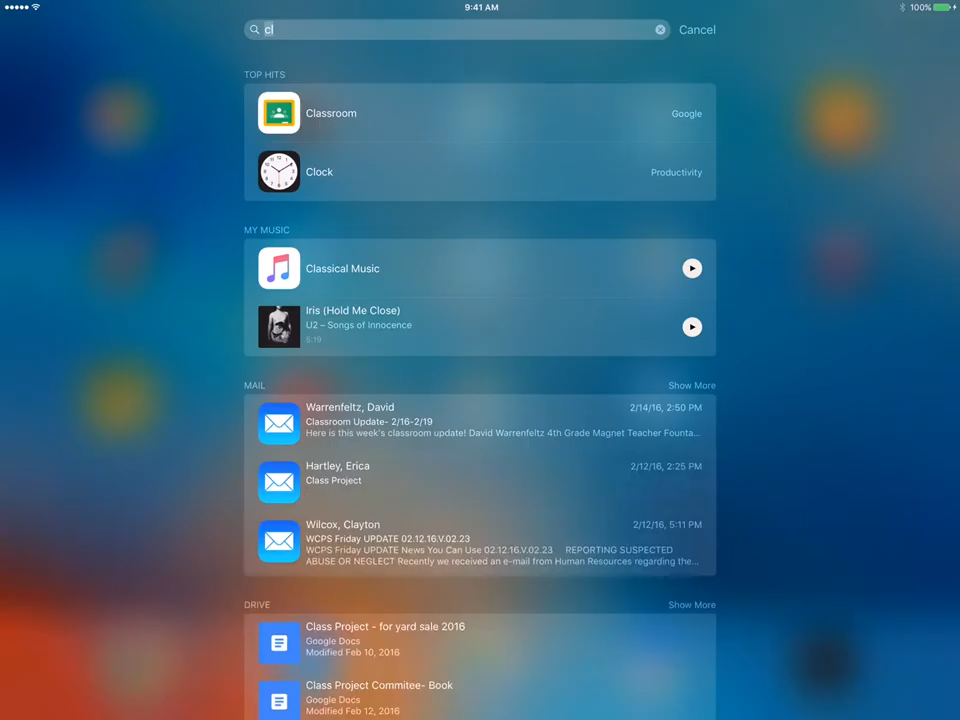 9:41 AM
100%
cl
Cancel
TOP HITS
Classroom
Google
Clock
Productivity
MY MUSIC
Classical Music
Iris (Hold Me Close)
U2 – Songs of Innocence
5:19
MAIL
Show More
Warrenfeltz, David
2/14/16, 2:50 PM
Classroom Update- 2/16-2/19
Here is this week's classroom update! David Warrenfeltz 4th Grade Magnet Teacher Founta...
Hartley, Erica
2/12/16, 2:25 PM
Class Project
Wilcox, Clayton
2/12/16, 5:11 PM
WCPS Friday UPDATE 02.12.16.V.02.23
WCPS Friday UPDATE News You Can Use 02.12.16.V.02.23 REPORTING SUSPECTED
ABUSE OR NEGLECT Recently we received an e-mail from Human Resources regarding the...
DRIVE
Show More
Class Project - for yard sale 2016
Google Docs
Modified Feb 10, 2016
Class Project Commitee- Book
Google Docs
Modified Feb 12, 2016